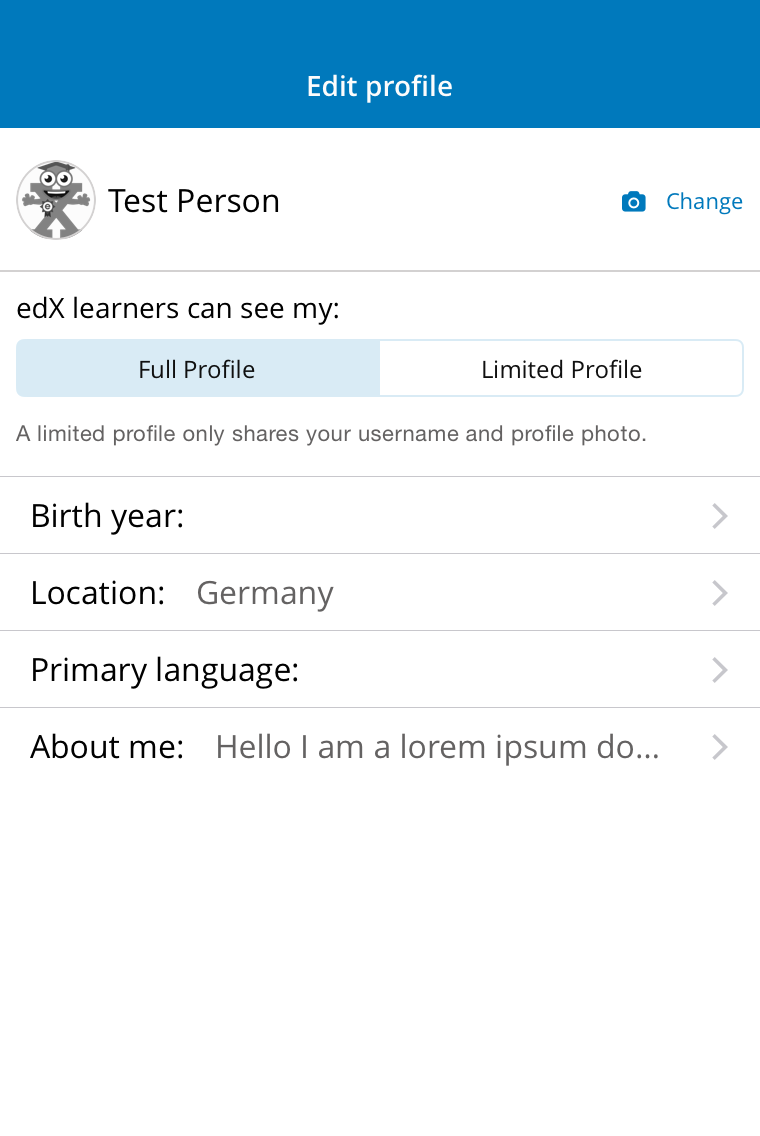 Edit profile
Test Person
Change
edX learners can see my:
Full Profile
Limited Profile
A limited profile only shares your username and profile photo.
Birth year:
Location: Germany
Primary language:
About me: Hello I am a lorem ipsum do...